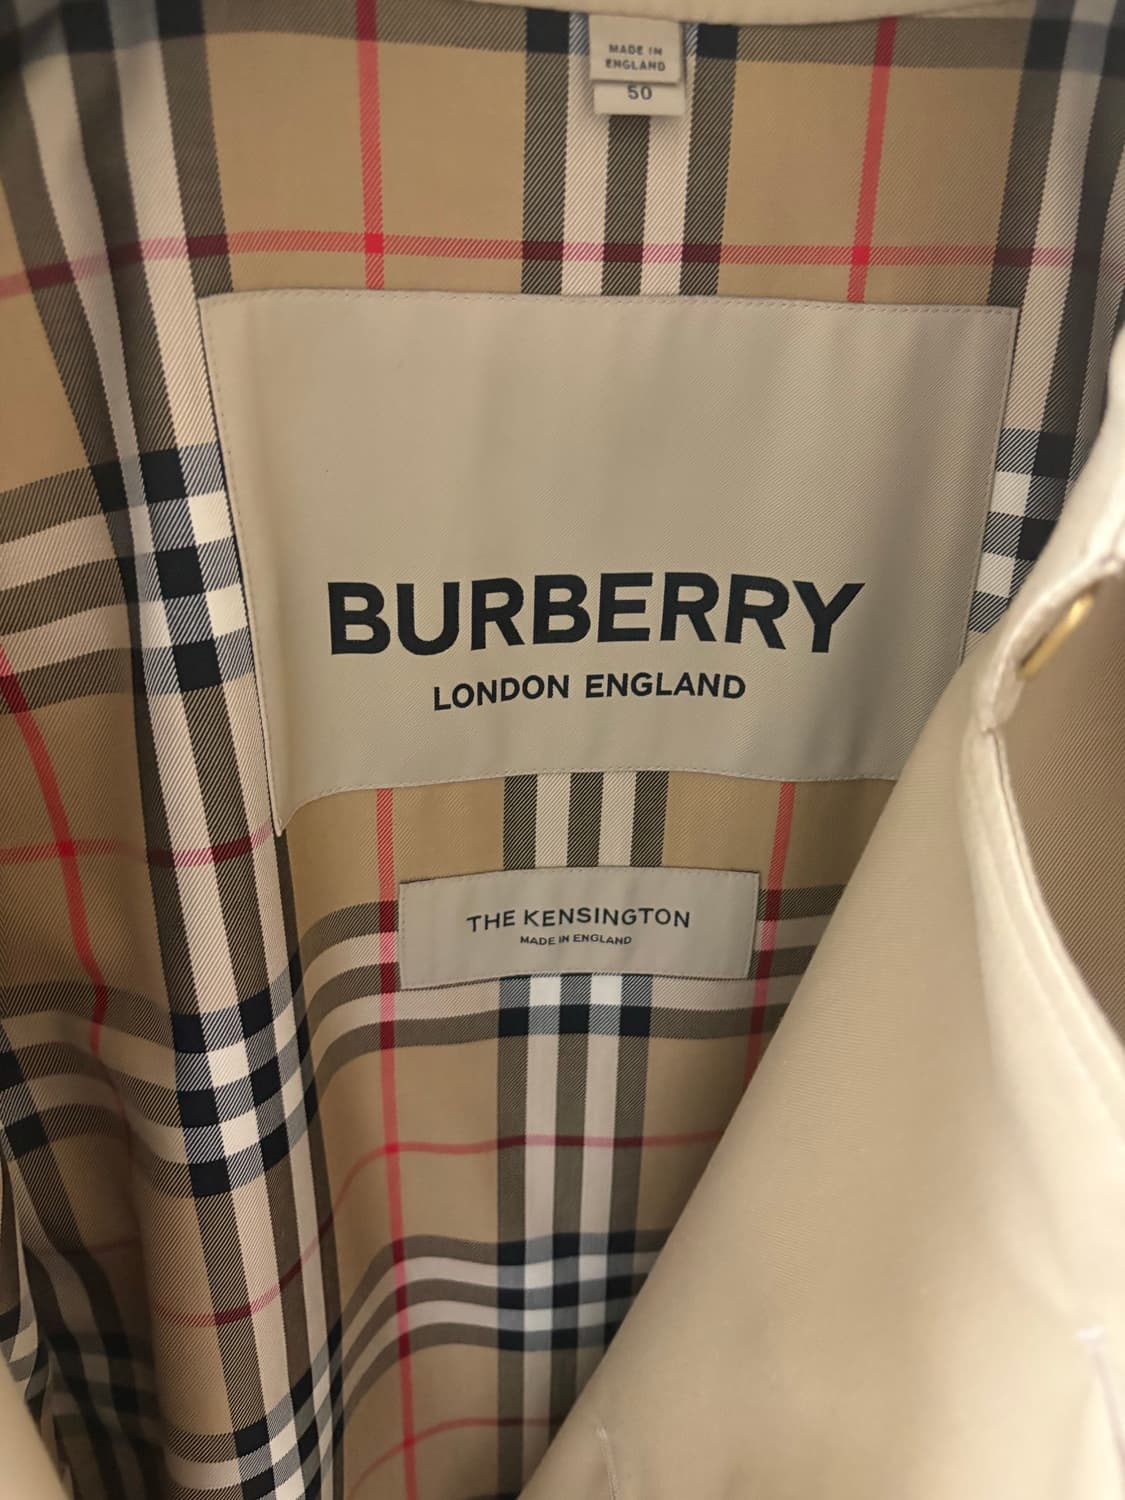 MADE IN
ENGLAND
50
BURBERRY
LONDON ENGLAND
THE KENSINGTON
MADE IN ENGLAND